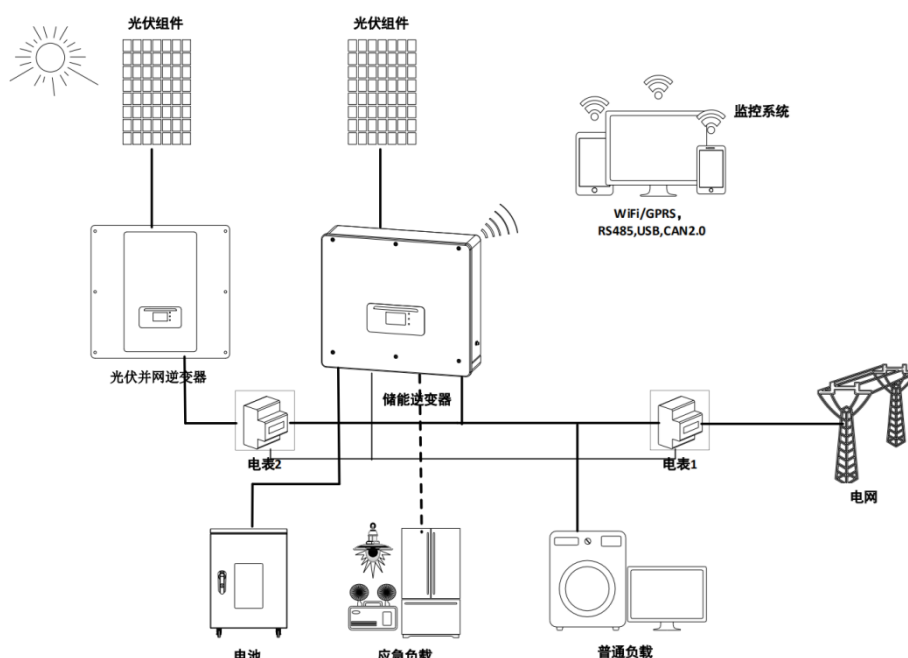 光伏组件
光伏组件
监控系统
WiFi/GPRS，
RS485,USB,CAN2.0
光伏并网逆变器
储能逆变器
电表2
电表1
电网
电池
应急负载
普通负载